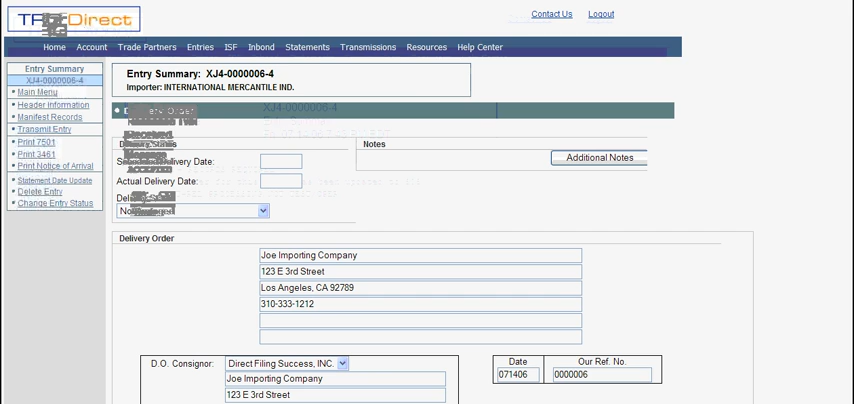 Direct
Contact Us Logout
Home Account Trade Partners Entries ISF Inbond Statements Transmissions Resources Help Center
Entry Summary
XJ4-0000006-4
Main Menu
Header Information
Manifest Records
Transmit Entry
Print 7501
Print 3461
Print Notice of Arrival
Statement Date Update
Delete Entry
Change Entry Status
Entry Summary: XJ4-0000006-4
Importer: INTERNATIONAL MERCANTILE IND.
XJ4-0000006-4
Notes
Additional Notes
Delivery Date:
Actual Delivery Date:
Delivery Order
Joe Importing Company
123 E 3rd Street
Los Angeles, CA 92789
310-333-1212
D.O. Consignor: Direct Filing Success, INC.
Joe Importing Company
123 E 3rd Street
Date Our Ref. No.
071406 0000006